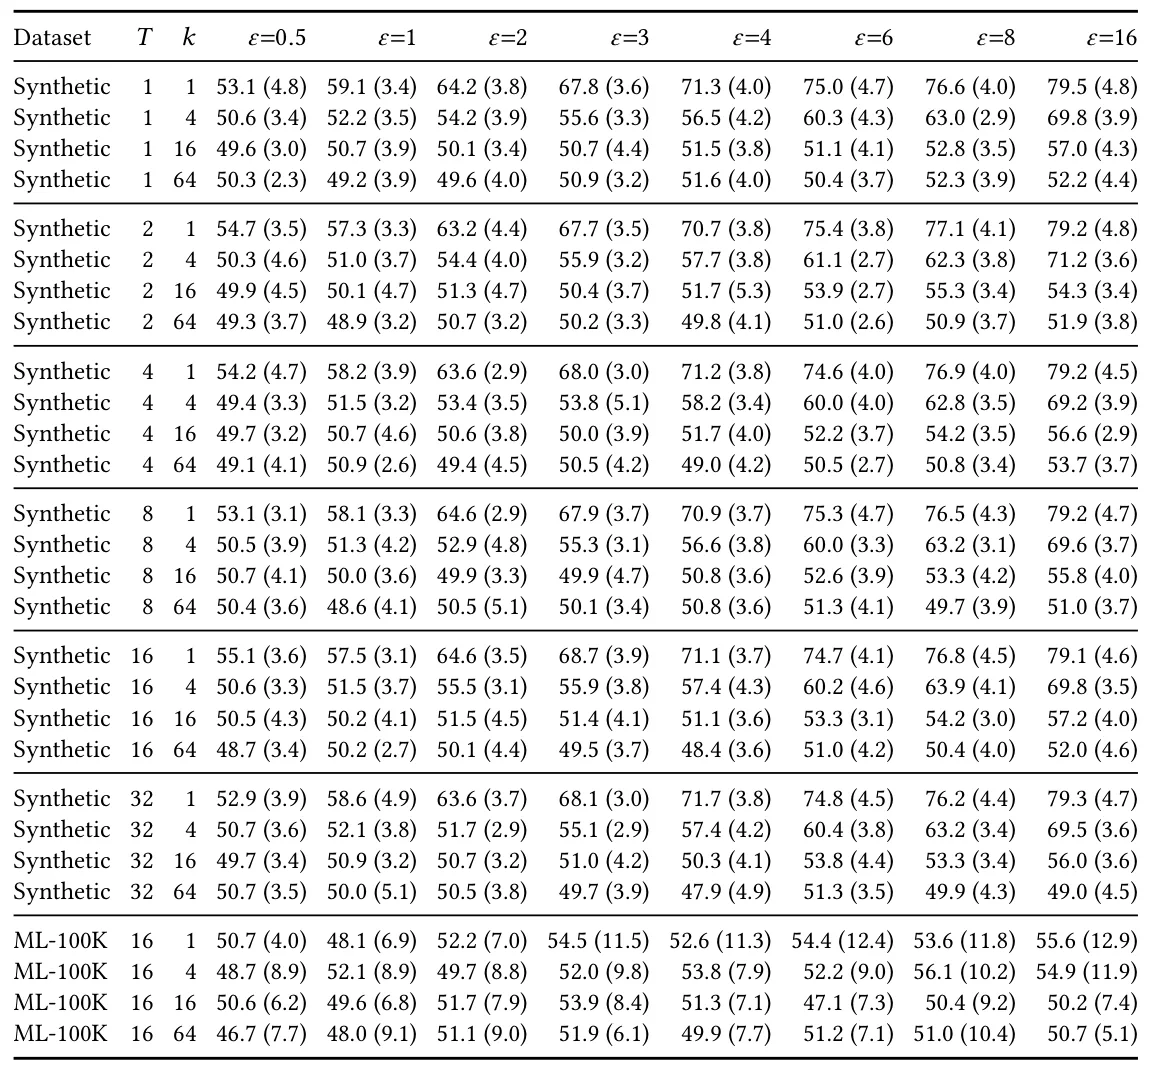 Dataset T k ε=0.5 ε=1 ε=2 ε=3 ε=4 ε=6 ε=8 ε=16
Synthetic 1 1 53.1 (4.8) 59.1 (3.4) 64.2 (3.8) 67.8 (3.6) 71.3 (4.0) 75.0 (4.7) 76.6 (4.0) 79.5 (4.8)
Synthetic 1 4 50.6 (3.4) 52.2 (3.5) 54.2 (3.9) 55.6 (3.3) 56.5 (4.2) 60.3 (4.3) 63.0 (2.9) 69.8 (3.9)
Synthetic 1 16 49.6 (3.0) 50.7 (3.9) 50.1 (3.4) 50.7 (4.4) 51.5 (3.8) 51.1 (4.1) 52.8 (3.5) 57.0 (4.3)
Synthetic 1 64 50.3 (2.3) 49.2 (3.9) 49.6 (4.0) 50.9 (3.2) 51.6 (4.0) 50.4 (3.7) 52.3 (3.9) 52.2 (4.4)
Synthetic 2 1 54.7 (3.5) 57.3 (3.3) 63.2 (4.4) 67.7 (3.5) 70.7 (3.8) 75.4 (3.8) 77.1 (4.1) 79.2 (4.8)
Synthetic 2 4 50.3 (4.6) 51.0 (3.7) 54.4 (4.0) 55.9 (3.2) 57.7 (3.8) 61.1 (2.7) 62.3 (3.8) 71.2 (3.6)
Synthetic 2 16 49.9 (4.5) 50.1 (4.7) 51.3 (4.7) 50.4 (3.7) 51.7 (5.3) 53.9 (2.7) 55.3 (3.4) 54.3 (3.4)
Synthetic 2 64 49.3 (3.7) 48.9 (3.2) 50.7 (3.2) 50.2 (3.3) 49.8 (4.1) 51.0 (2.6) 50.9 (3.7) 51.9 (3.8)
Synthetic 4 1 54.2 (4.7) 58.2 (3.9) 63.6 (2.9) 68.0 (3.0) 71.2 (3.8) 74.6 (4.0) 76.9 (4.0) 79.2 (4.5)
Synthetic 4 4 49.4 (3.3) 51.5 (3.2) 53.4 (3.5) 53.8 (5.1) 58.2 (3.4) 60.0 (4.0) 62.8 (3.5) 69.2 (3.9)
Synthetic 4 16 49.7 (3.2) 50.7 (4.6) 50.6 (3.8) 50.0 (3.9) 51.7 (4.0) 52.2 (3.7) 54.2 (3.5) 56.6 (2.9)
Synthetic 4 64 49.1 (4.1) 50.9 (2.6) 49.4 (4.5) 50.5 (4.2) 49.0 (4.2) 50.5 (2.7) 50.8 (3.4) 53.7 (3.7)
Synthetic 8 1 53.1 (3.1) 58.1 (3.3) 64.6 (2.9) 67.9 (3.7) 70.9 (3.7) 75.3 (4.7) 76.5 (4.3) 79.2 (4.7)
Synthetic 8 4 50.5 (3.9) 51.3 (4.2) 52.9 (4.8) 55.3 (3.1) 56.6 (3.8) 60.0 (3.3) 63.2 (3.1) 69.6 (3.7)
Synthetic 8 16 50.7 (4.1) 50.0 (3.6) 49.9 (3.3) 49.9 (4.7) 50.8 (3.6) 52.6 (3.9) 53.3 (4.2) 55.8 (4.0)
Synthetic 8 64 50.4 (3.6) 48.6 (4.1) 50.5 (5.1) 50.1 (3.4) 50.8 (3.6) 51.3 (4.1) 49.7 (3.9) 51.0 (3.7)
Synthetic 16 1 55.1 (3.6) 57.5 (3.1) 64.6 (3.5) 68.7 (3.9) 71.1 (3.7) 74.7 (4.1) 76.8 (4.5) 79.1 (4.6)
Synthetic 16 4 50.6 (3.3) 51.5 (3.7) 55.5 (3.1) 55.9 (3.8) 57.4 (4.3) 60.2 (4.6) 63.9 (4.1) 69.8 (3.5)
Synthetic 16 16 50.5 (4.3) 50.2 (4.1) 51.5 (4.5) 51.4 (4.1) 51.1 (3.6) 53.3 (3.1) 54.2 (3.0) 57.2 (4.0)
Synthetic 16 64 48.7 (3.4) 50.2 (2.7) 50.1 (4.4) 49.5 (3.7) 48.4 (3.6) 51.0 (4.2) 50.4 (4.0) 52.0 (4.6)
Synthetic 32 1 52.9 (3.9) 58.6 (4.9) 63.6 (3.7) 68.1 (3.0) 71.7 (3.8) 74.8 (4.5) 76.2 (4.4) 79.3 (4.7)
Synthetic 32 4 50.7 (3.6) 52.1 (3.8) 51.7 (2.9) 55.1 (2.9) 57.4 (4.2) 60.4 (3.8) 63.2 (3.4) 69.5 (3.6)
Synthetic 32 16 49.7 (3.4) 50.9 (3.2) 50.7 (3.2) 51.0 (4.2) 50.3 (4.1) 53.8 (4.4) 53.3 (3.4) 56.0 (3.6)
Synthetic 32 64 50.7 (3.5) 50.0 (5.1) 50.5 (3.8) 49.7 (3.9) 47.9 (4.9) 51.3 (3.5) 49.9 (4.3) 49.0 (4.5)
ML-100K 16 1 50.7 (4.0) 48.1 (6.9) 52.2 (7.0) 54.5 (11.5) 52.6 (11.3) 54.4 (12.4) 53.6 (11.8) 55.6 (12.9)
ML-100K 16 4 48.7 (8.9) 52.1 (8.9) 49.7 (8.8) 52.0 (9.8) 53.8 (7.9) 52.2 (9.0) 56.1 (10.2) 54.9 (11.9)
ML-100K 16 16 50.6 (6.2) 49.6 (6.8) 51.7 (7.9) 53.9 (8.4) 51.3 (7.1) 47.1 (7.3) 50.4 (9.2) 50.2 (7.4)
ML-100K 16 64 46.7 (7.7) 48.0 (9.1) 51.1 (9.0) 51.9 (6.1) 49.9 (7.7) 51.2 (7.1) 51.0 (10.4) 50.7 (5.1)